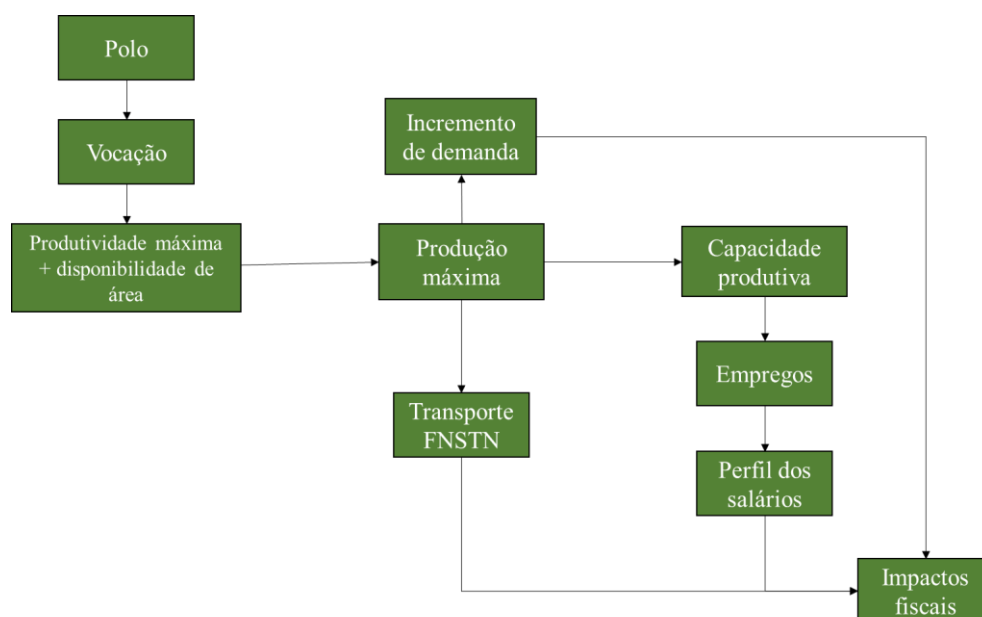 Polo
Vocação
Produtividade máxima
+ disponibilidade de
área
Incremento
de demanda
Produção
máxima
Transporte
FNSTN
Capacidade
produtiva
Empregos
Perfil dos
salários
Impactos
fiscais